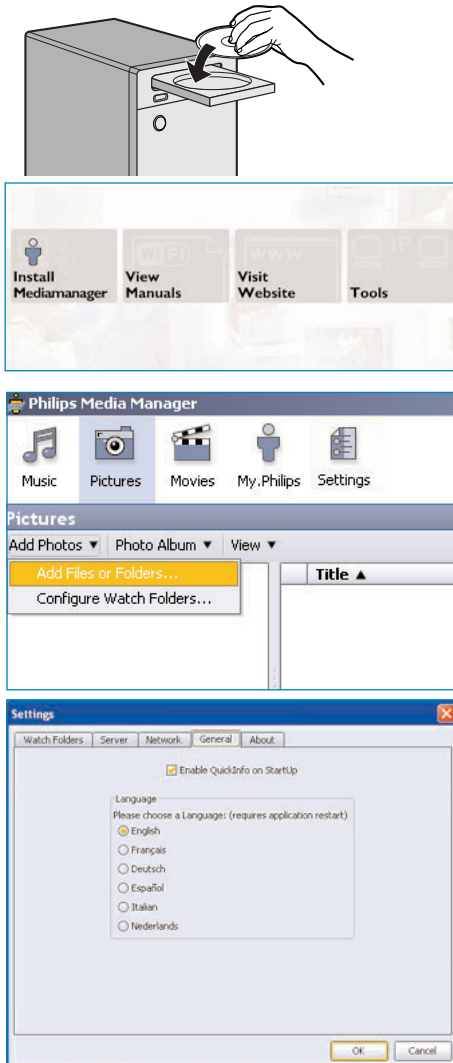 Install Mediamanager
View Manuals
Visit Website
Tools
Philips Media Manager
Music Pictures Movies My.Philips Settings
Pictures
Add Photos ▼ Photo Album ▼ View ▼
Add Files or Folders...
Configure Watch Folders...
Title ▲
Settings
Watch Folders Server Network General About
Enable QuickInfo on StartUp
Language
Please choose a Language: (requires application restart)
English
Français
Deutsch
Español
Italian
Nederlands
OK Cancel